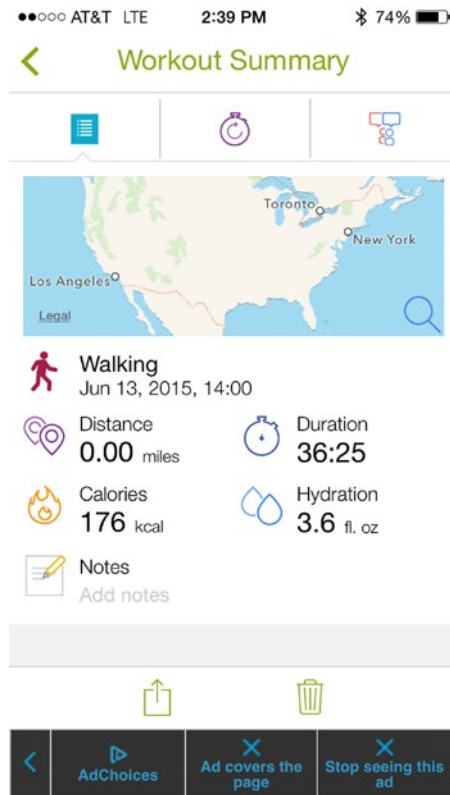 AT&T LTE 2:39 PM 74%
Workout Summary
Toronto
New York
Los Angeles
Legal
Walking
Jun 13, 2015, 14:00
Distance
0.00 miles
Duration
36:25
Calories
176 kcal
Hydration
3.6 fl. oz
Notes
Add notes
AdChoices
Ad covers the
page
Stop seeing this
ad